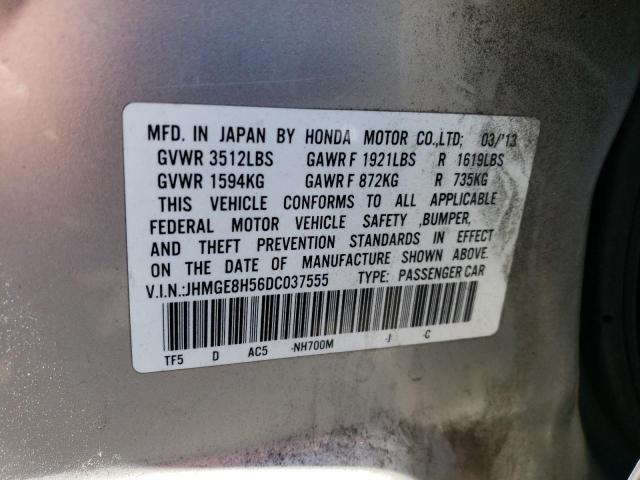 MFD. IN JAPAN BY HONDA MOTOR CO.,LTD; 03/'13
GVWR 3512LBS GAWR F 1921LBS R 1619LBS
GVWR 1594KG GAWR F 872KG R 735KG
THIS VEHICLE CONFORMS TO ALL APPLICABLE
FEDERAL MOTOR VEHICLE SAFETY ,BUMPER,
AND THEFT PREVENTION STANDARDS IN EFFECT
ON THE DATE OF MANUFACTURE SHOWN ABOVE.
V.I.N.:JHMGE8H56DC037555 TYPE: PASSENGER CAR
TF5 D AC5 -NH700M -J -C